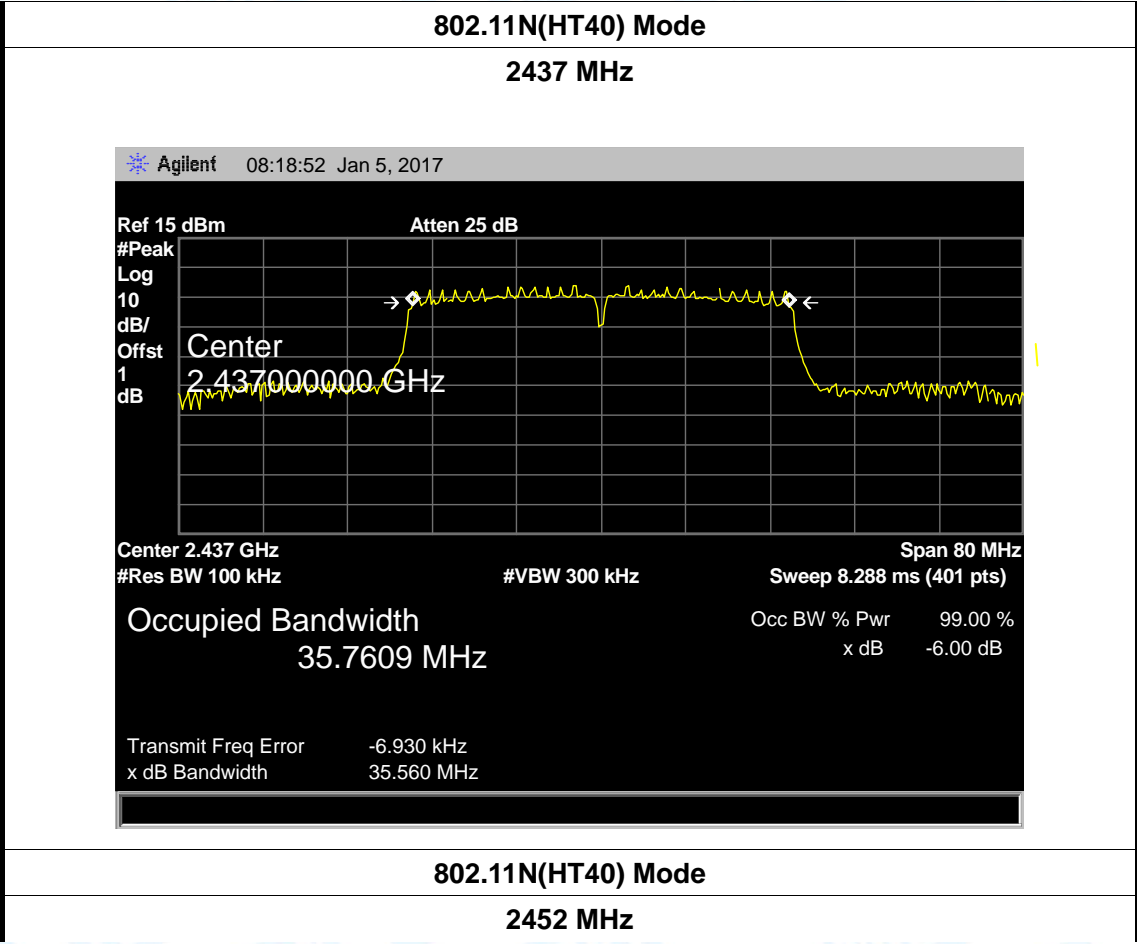 802.11N(HT40) Mode
2437 MHz
Agilent 08:18:52 Jan 5, 2017
Ref 15 dBm Atten 25 dB
#Peak
Log
10
dB/
Offst
1
dB
Center
2.437000000 GHz
Center 2.437 GHz Span 80 MHz
#Res BW 100 kHz #VBW 300 kHz Sweep 8.288 ms (401 pts)
Occupied Bandwidth Occ BW % Pwr 99.00 %
35.7609 MHz x dB -6.00 dB
Transmit Freq Error -6.930 kHz
x dB Bandwidth 35.560 MHz
802.11N(HT40) Mode
2452 MHz